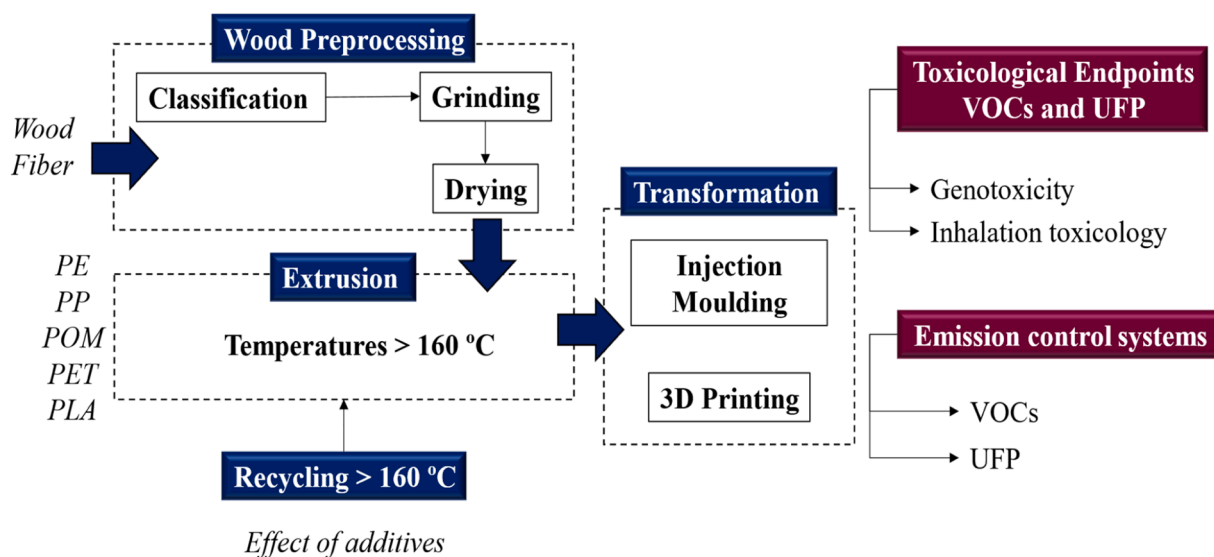 Wood Preprocessing
Classification
Grinding
Drying
Wood
Fiber
PE
PP
POM
PET
PLA
Extrusion
Temperatures > 160 ºC
Recycling > 160 ºC
Effect of additives
Transformation
Injection
Moulding
3D Printing
Toxicological Endpoints
VOCs and UFP
Genotoxicity
Inhalation toxicology
Emission control systems
VOCs
UFP